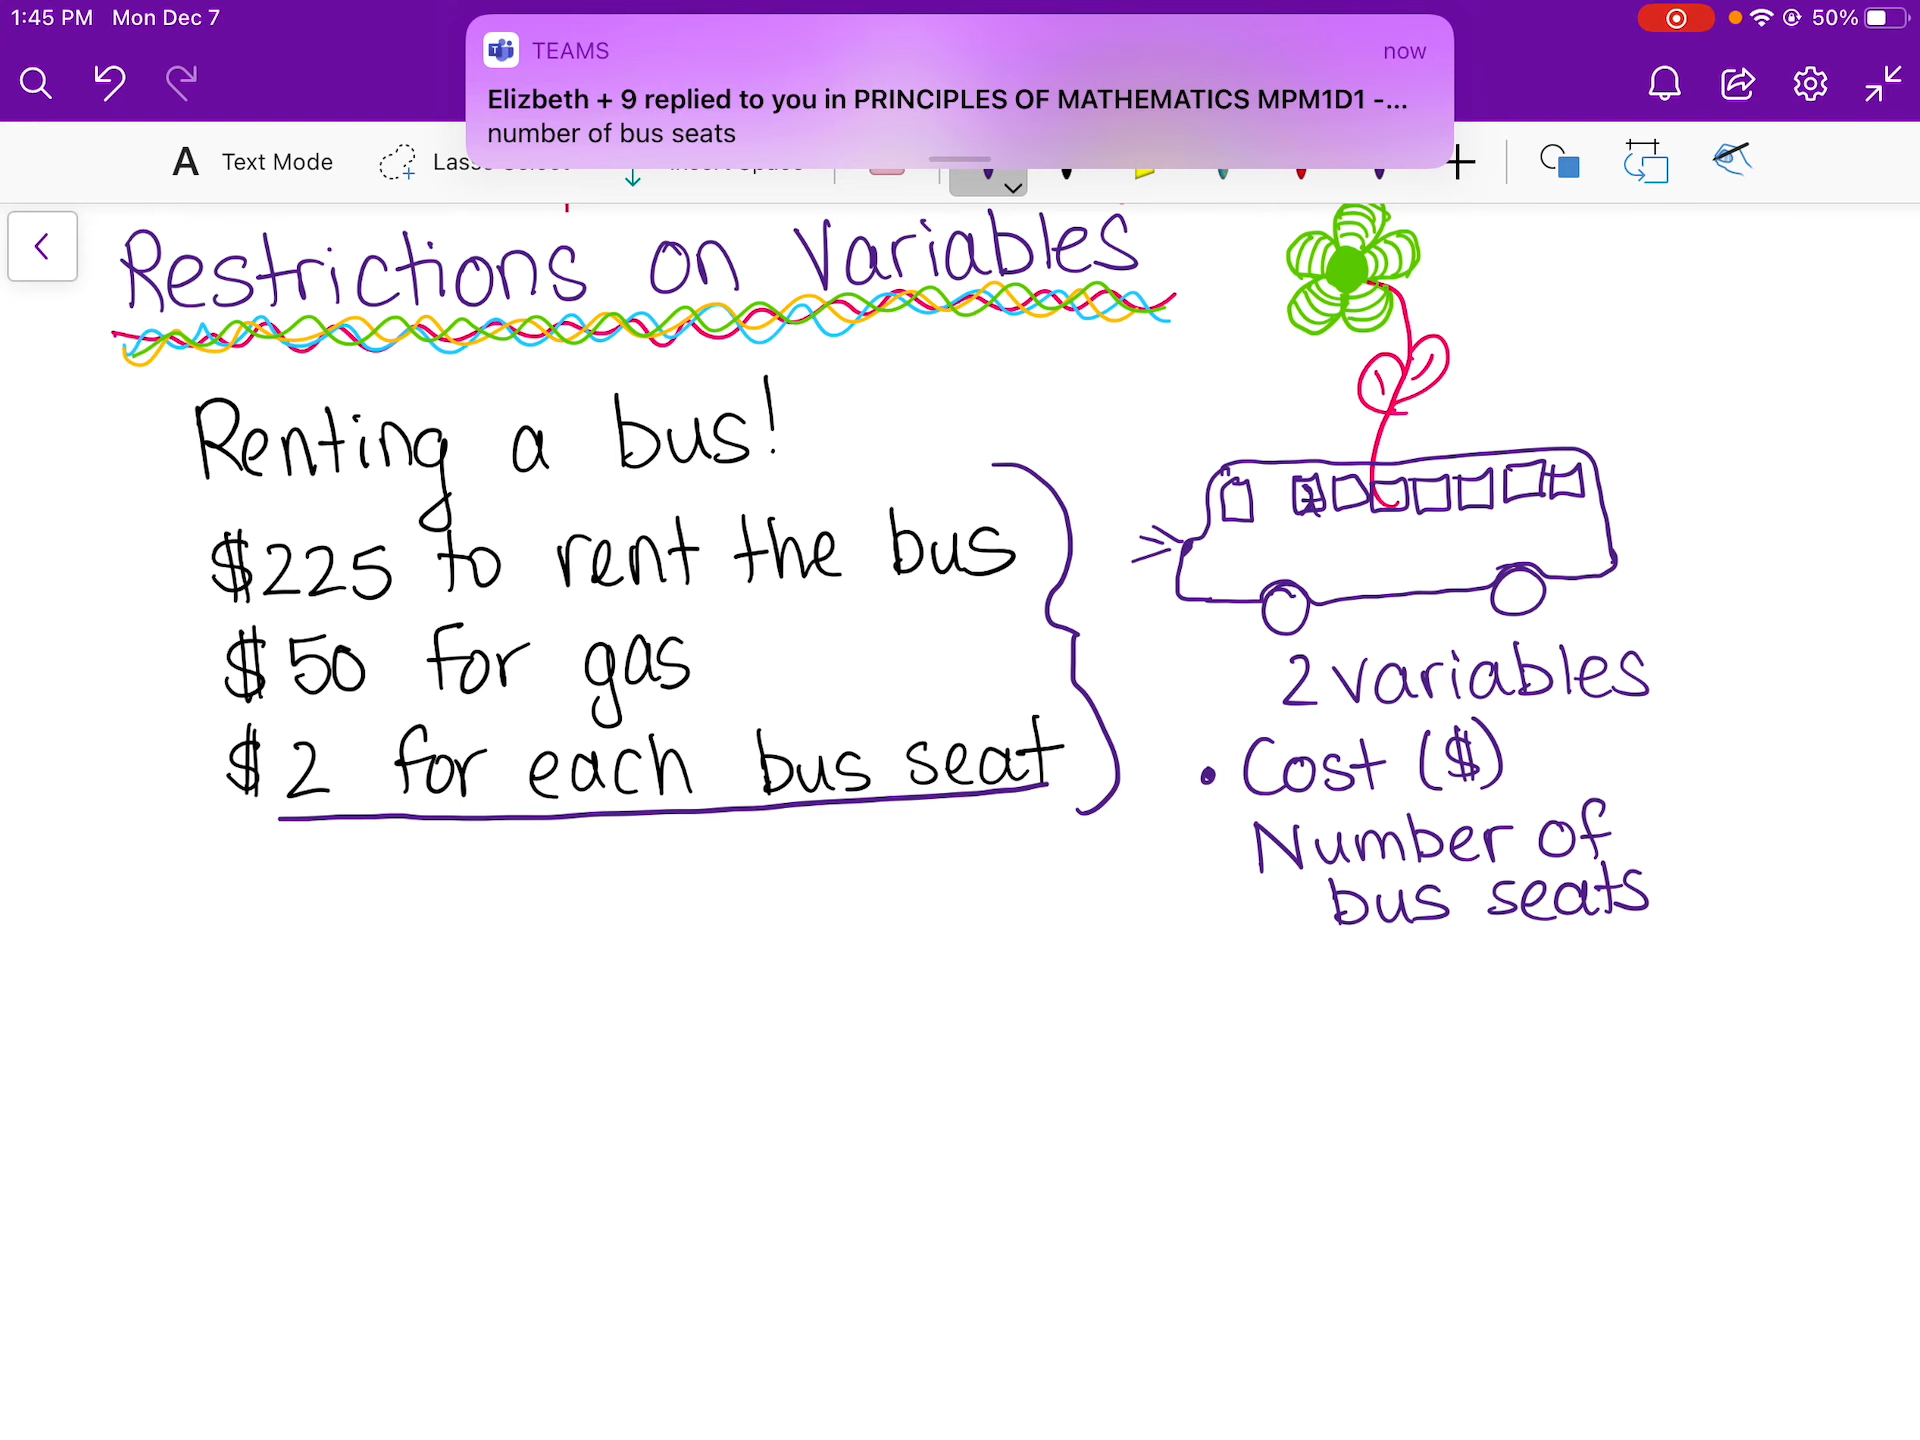 1:45 PM Mon Dec 7
50%
TEAMS
now
Elizbeth + 9 replied to you in PRINCIPLES OF MATHEMATICS MPM1D1 -...
number of bus seats
A Text Mode
Restrictions on Variables
Renting a bus!
$225 to rent the bus
$50 for gas
$2 for each bus seat
2 variables
• Cost ($)
Number of
bus seats